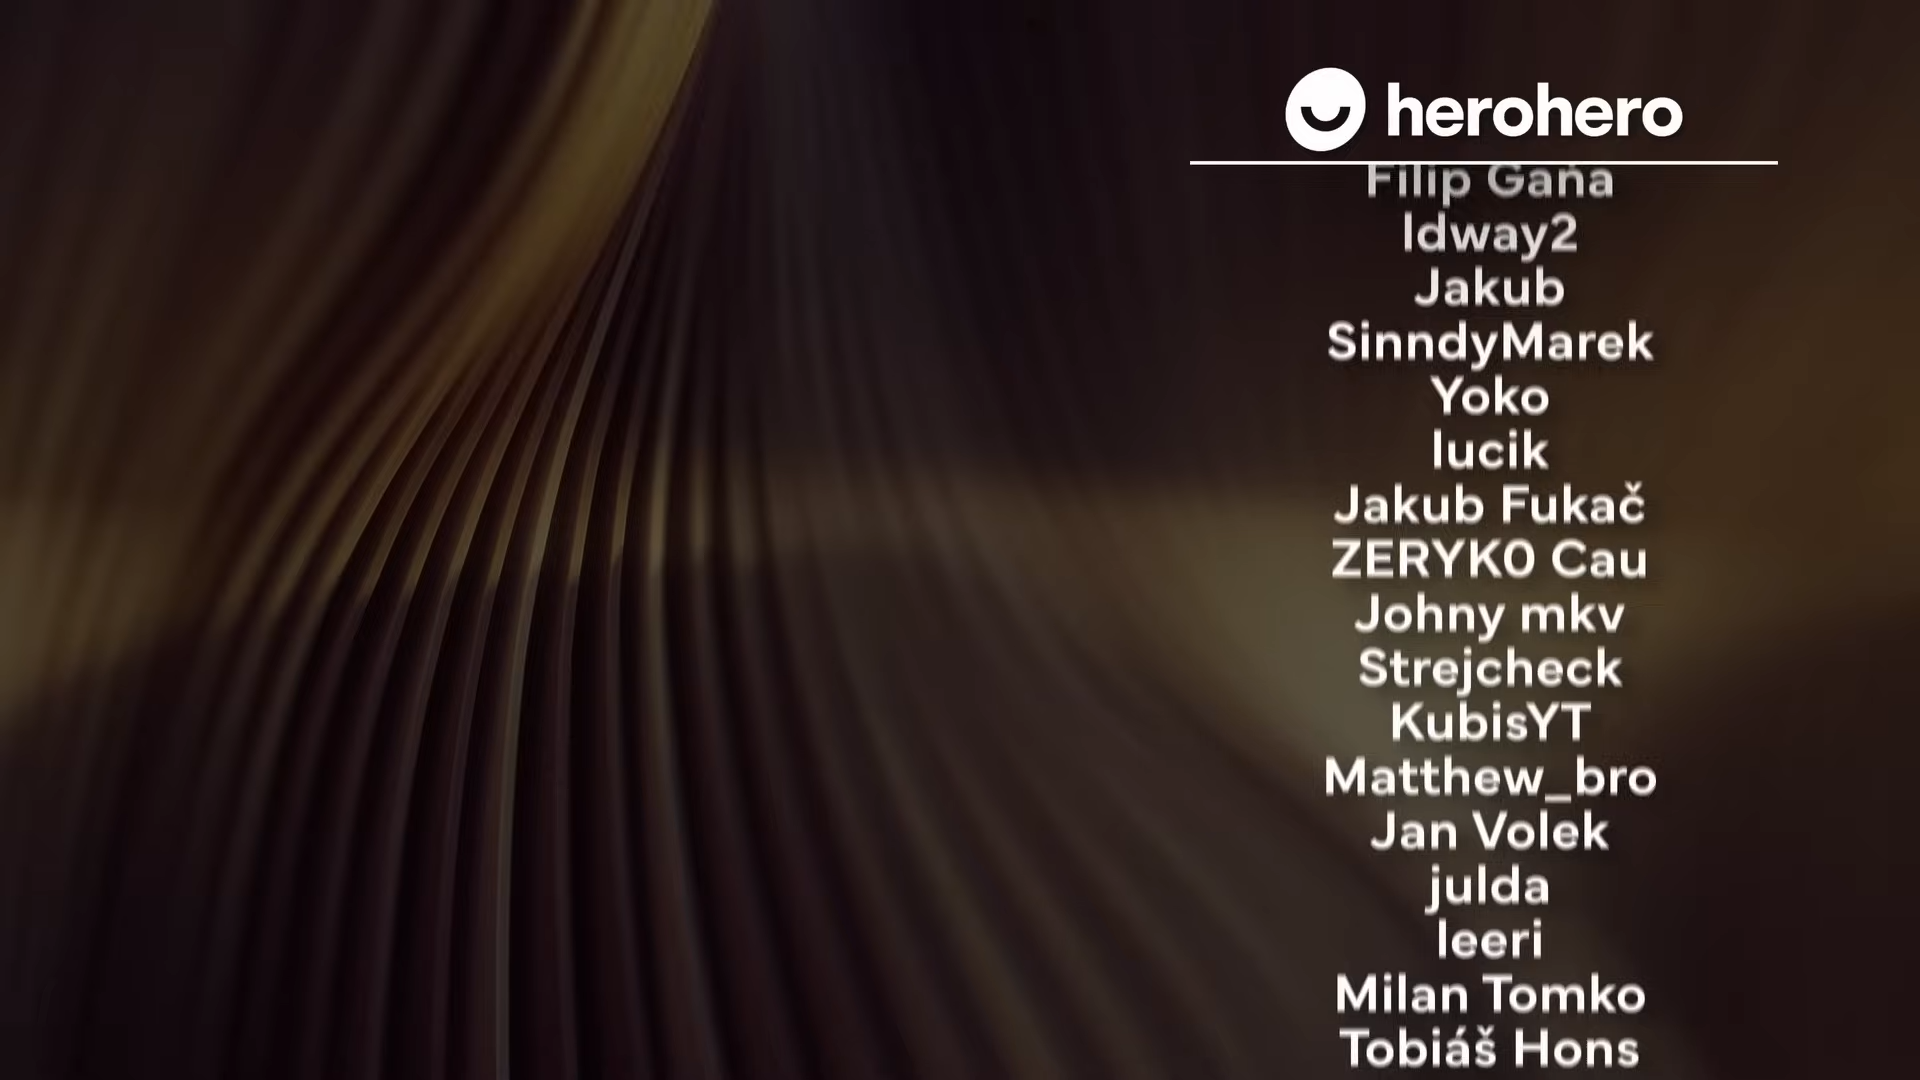 herohero
Filip Gaňa
ldway2
Jakub
SinndyMarek
Yoko
lucik
Jakub Fukač
ZERYK0 Cau
Johny mkv
Strejcheck
KubisYT
Matthew_bro
Jan Volek
julda
leeri
Milan Tomko
Tobiáš Hons